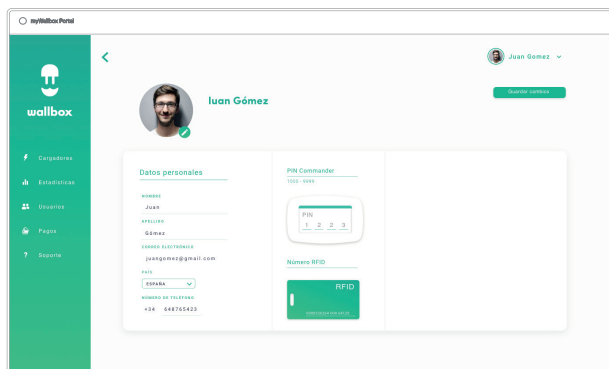 myWallbox Portal
Juan Gomez
wallbox
Juan Gómez
Guardar cambios
Cargadores
Estadísticas
Usuarios
Pagos
Soporte
Datos personales
NOMBRE
Juan
APELLIDO
Gómez
CORREO ELECTRÓNICO
juangomez@gmail.com
PAÍS
ESPAÑA
NÚMERO DE TELÉFONO
+34 648765423
PIN Commander
PIN
1 2 2 3
Número RFID
RFID